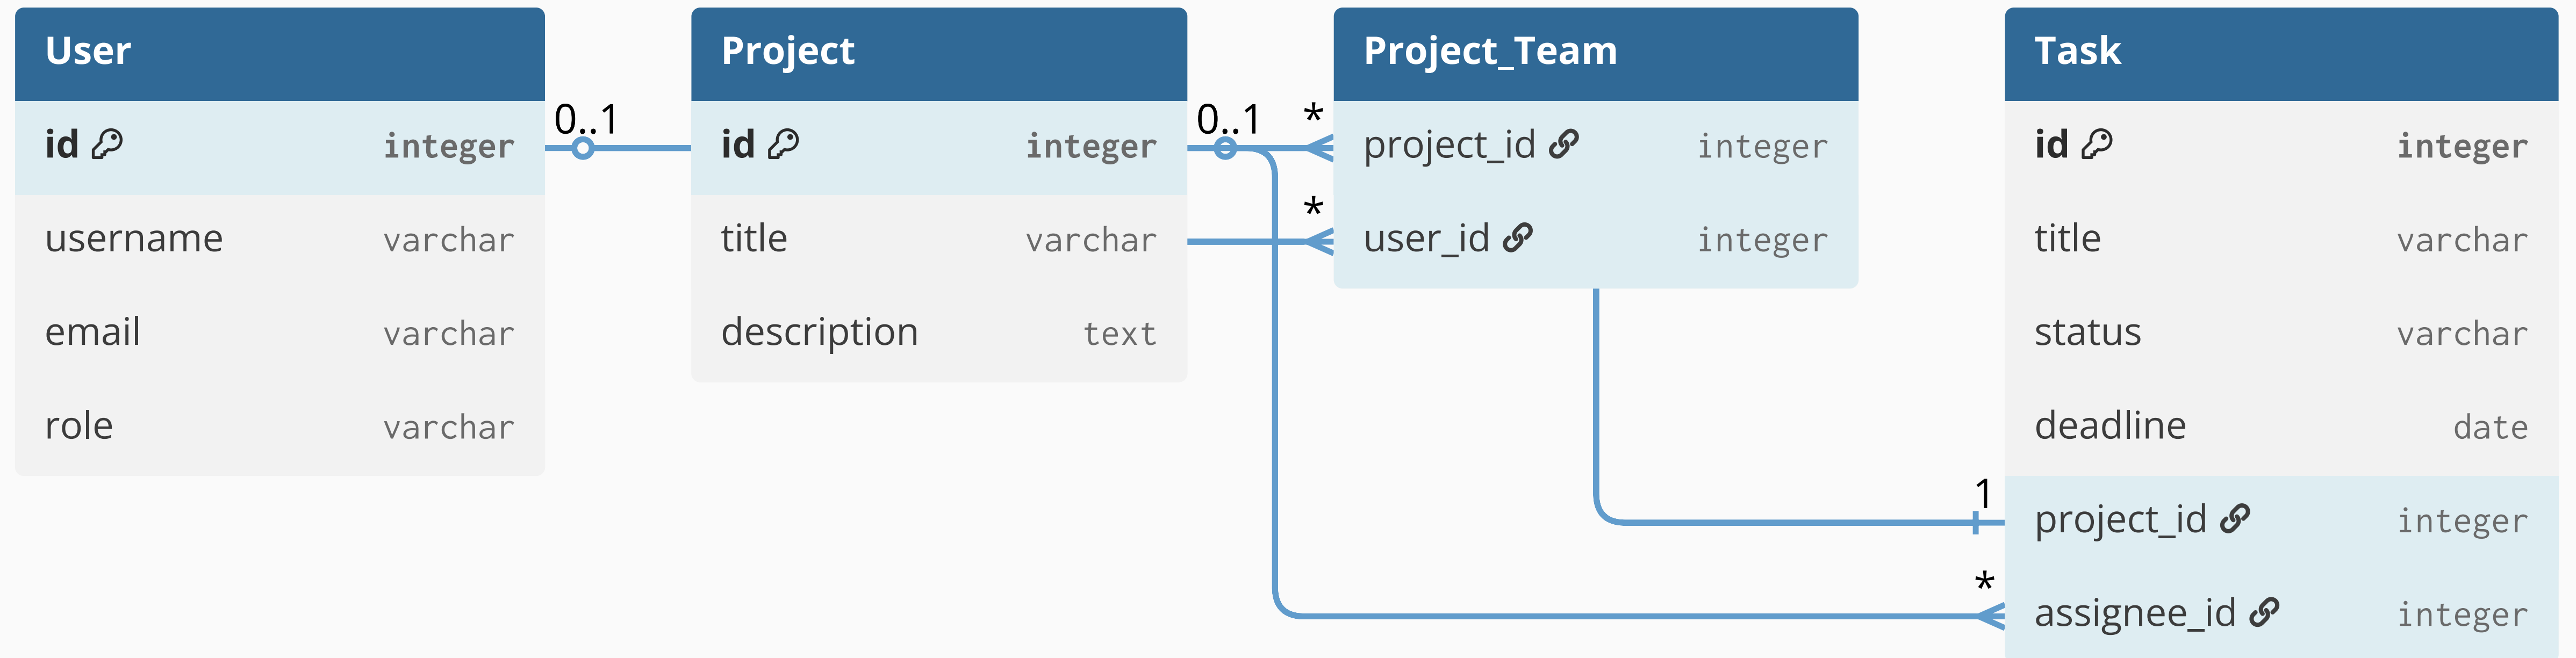 User
id integer
username varchar
email varchar
role varchar
0..1
Project
id integer
title varchar
description text
0..1 *
*
Project_Team
project_id integer
user_id integer
Task
id integer
title varchar
status varchar
deadline date
1
project_id integer
*
assignee_id integer